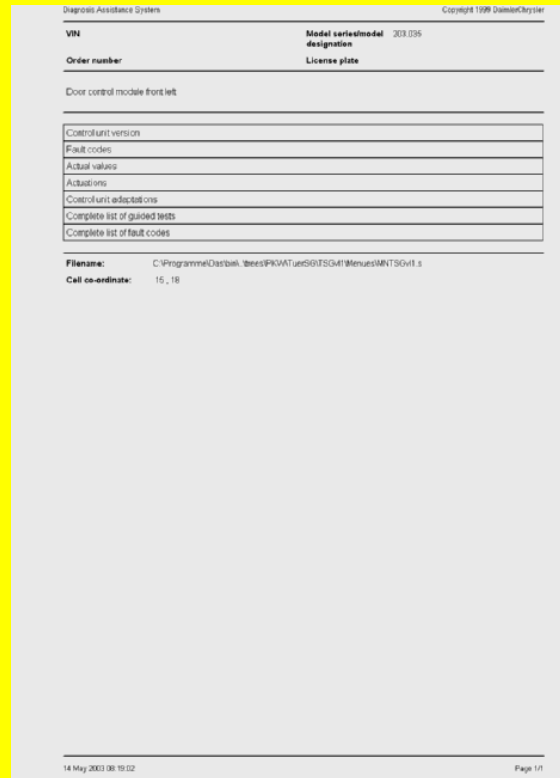 Diagnosis Assistance System Copyright 1999 DaimlerChrysler
VIN Model series/model designation 203.035
Order number License plate
Door control module front left
Control unit version
Fault codes
Actual values
Actuations
Control unit adaptations
Complete list of guided tests
Complete list of fault codes
Filename:
Cell co-ordinate: 15 , 18
14 May 2003 08:19:02 Page 1/1